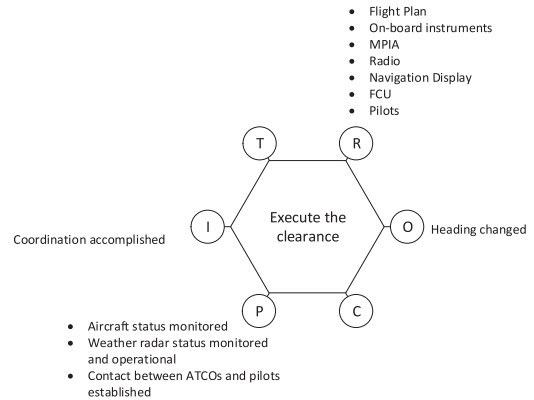 • Flight Plan
• On-board instruments
• MPIA
• Radio
• Navigation Display
• FCU
• Pilots
T
R
Execute the
clearance
I
O
Coordination accomplished
Heading changed
P
C
• Aircraft status monitored
• Weather radar status monitored
and operational
• Contact between ATCOs and pilots
established